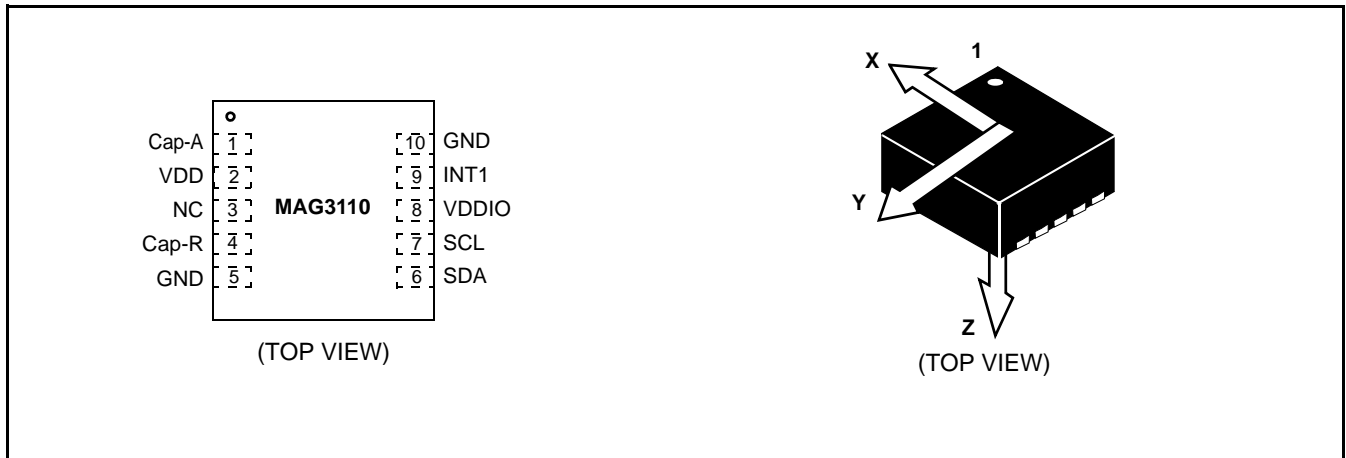 Cap-A 1 10 GND
VDD 2 9 INT1
NC 3 MAG3110 8 VDDIO
Cap-R 4 7 SCL
GND 5 6 SDA
(TOP VIEW)
X 1
Y
Z
(TOP VIEW)